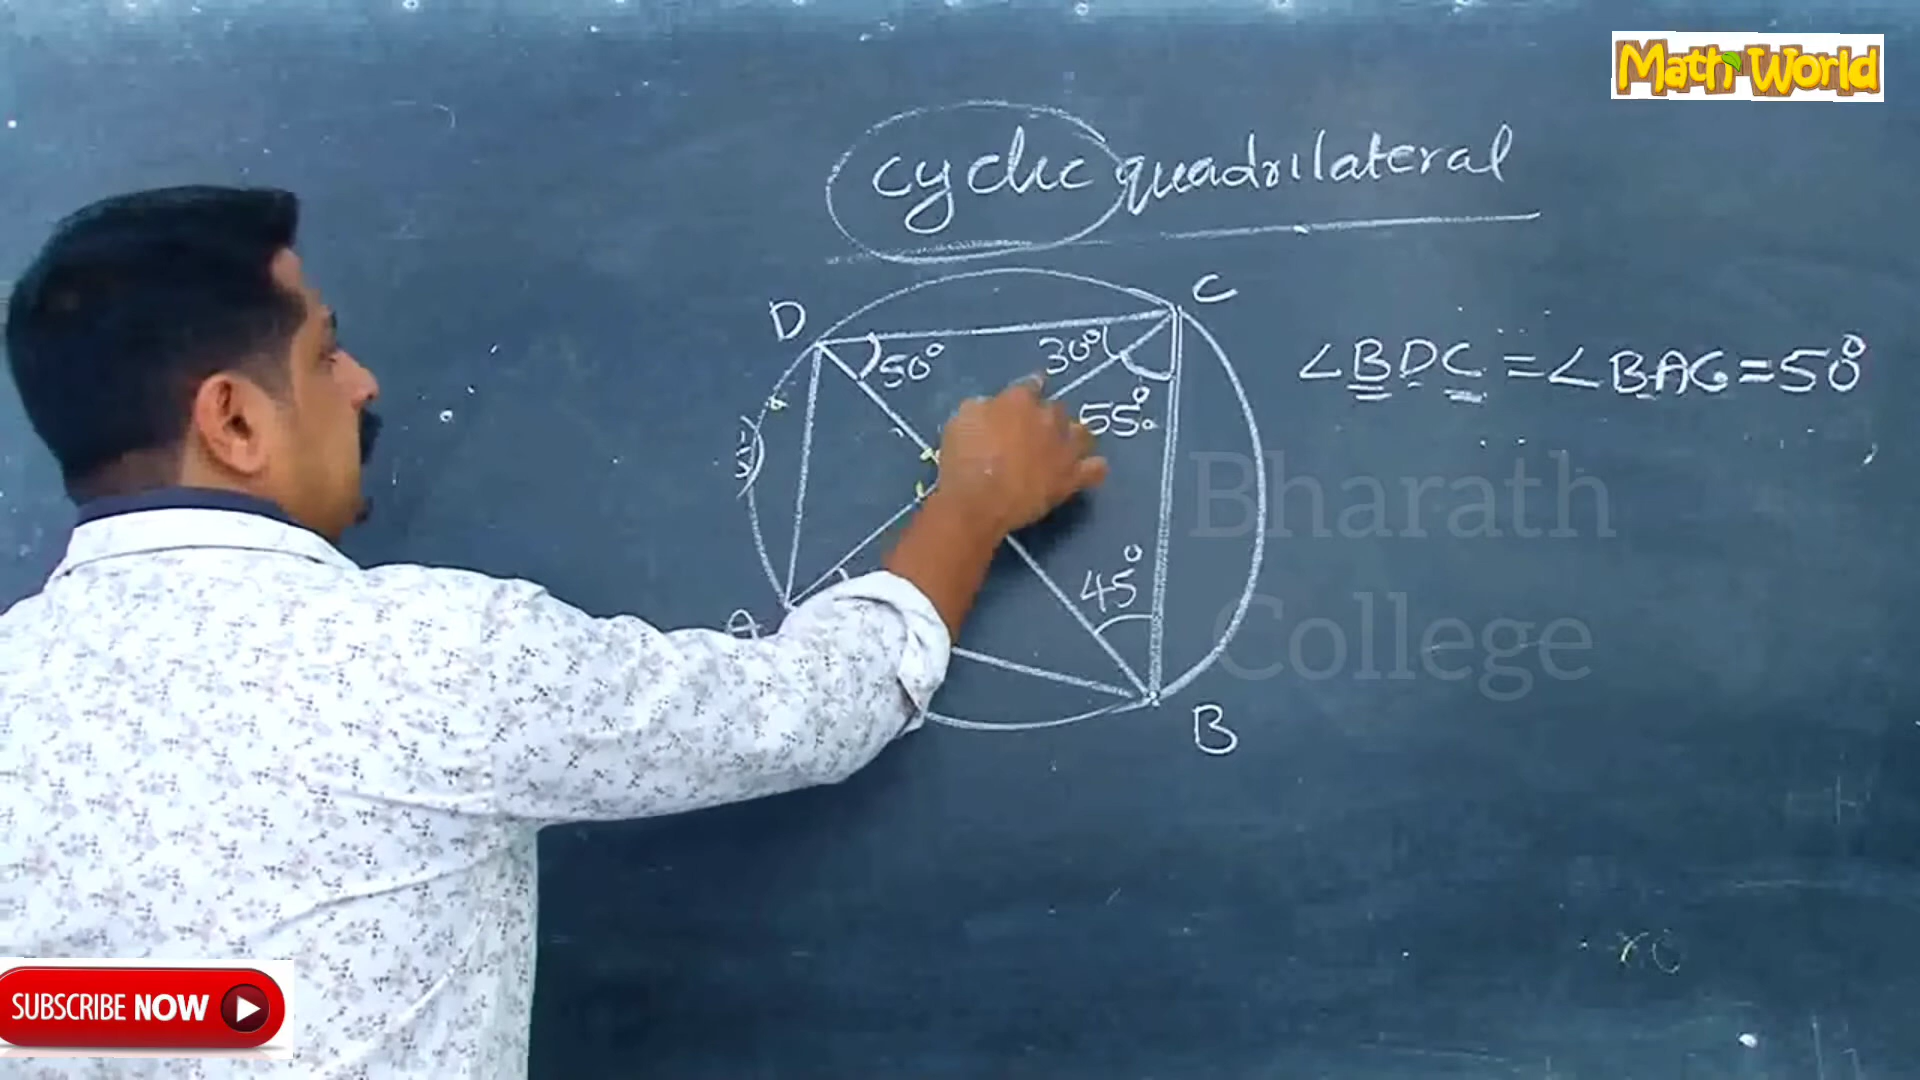 Math World
cyclic quadrilateral
D
C
50°
30°
∠BDC = ∠BAC = 50°
55°
Bharath
45°
College
A
B
SUBSCRIBE NOW